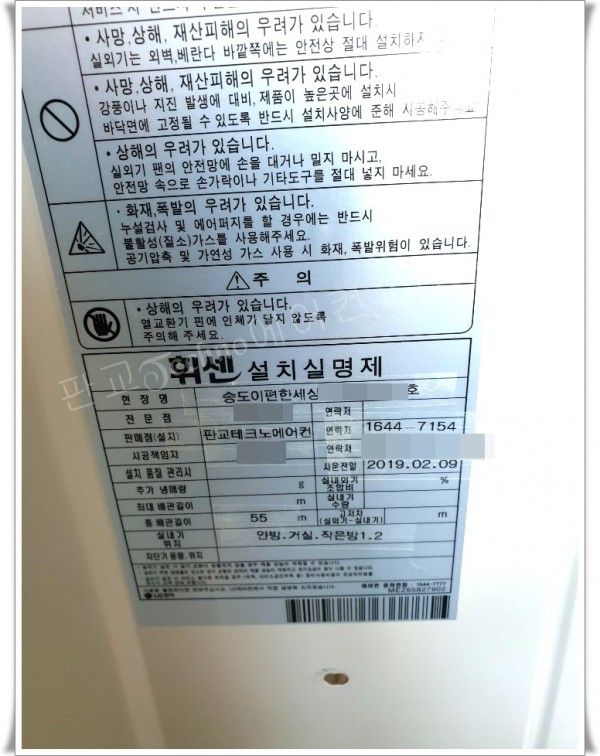 · 사망,상해, 재산피해의 우려가 있습니다.
실외기는 외벽,베란다 바깥쪽에는 안전상 절대 설치하지
· 사망,상해, 재산피해의 우려가 있습니다.
강풍이나 지진 발생에 대비, 제품이 높은곳에 설치시
바닥면에 고정될 수 있도록 반드시 설치사양에 준해 시공해주세요
· 상해의 우려가 있습니다.
실외기 팬의 안전망에 손을 대거나 밀지 마시고,
안전망 속으로 손가락이나 기타도구를 절대 넣지 마세요.
· 화재,폭발의 우려가 있습니다.
누설검사 및 에어퍼지를 할 경우에는 반드시
불활성(질소)가스를 사용해주세요.
공기압축 및 가연성 가스 사용 시 화재, 폭발위험이 있습니다.
주 의
· 상해의 우려가 있습니다.
열교환기 핀에 인체가 닿지 않도록
주의해 주세요.
판교테크노에어컨
휘센 설치실명제
현 장 명 송도이편한세상 호
전 문 점 연락처
판매점(설치) 판교테크노에어컨 연락처 1644-7154
시공책임자 연락처
설치 품질 관리사 시운전일 2019.02.09
추가 냉매량 g 실내외기 조합비 %
최대 배관길이 m 실내기 수량
총 배관길이 55 m 고저차 (실외기-실내기) m
실내기 위치 안방.거실.작은방1.2
차단기 용량, 위치
에어컨 문의전화 1544-7777
LG전자 MEZ65827902